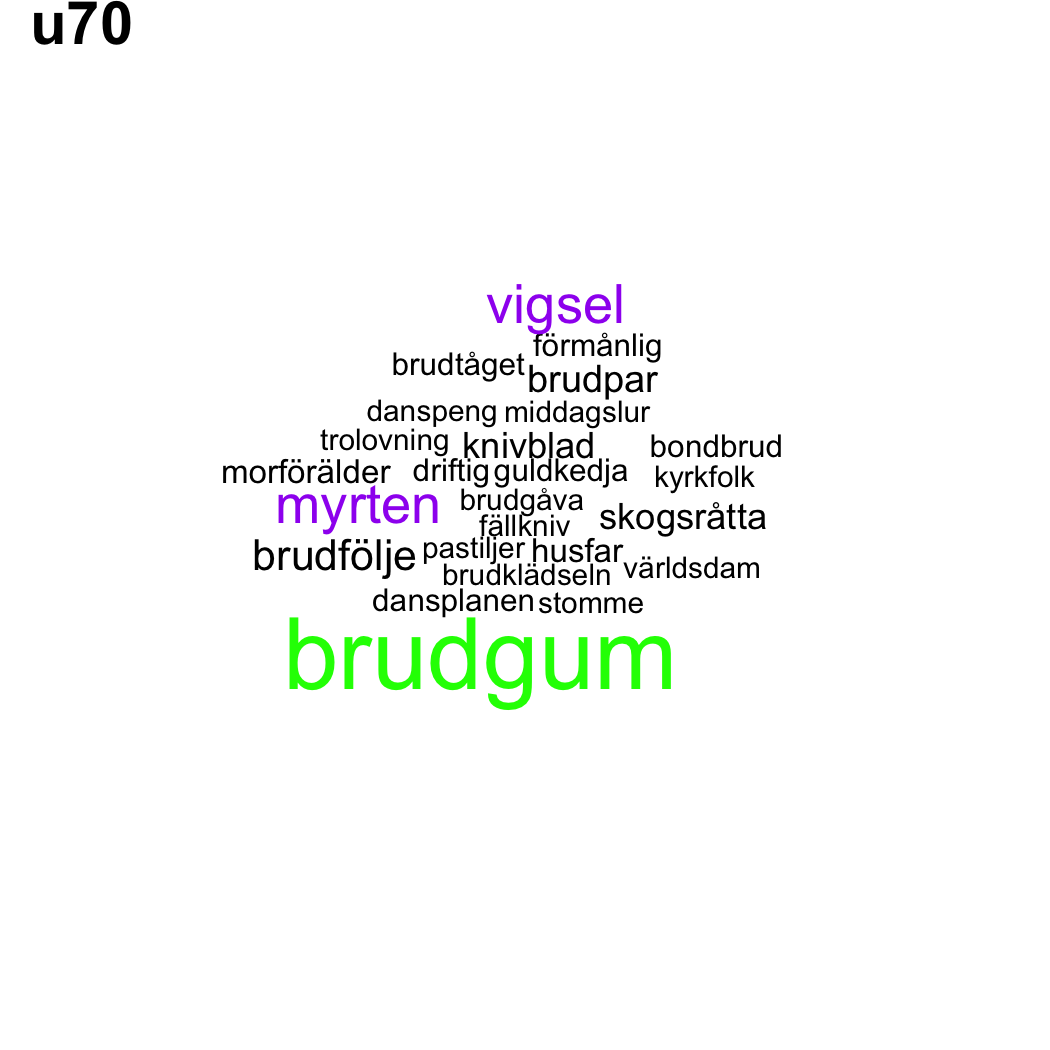 u70
vigsel
förmånlig
brudtåget brudpar
danspeng middagslur
trolovning knivblad bondbrud
morförälder driftig guldkedja kyrkfolk
myrten brudgåva skogsråtta
fällkniv
brudfölje pastiljer husfar världsdam
brudklädseln
dansplanen stomme
brudgum